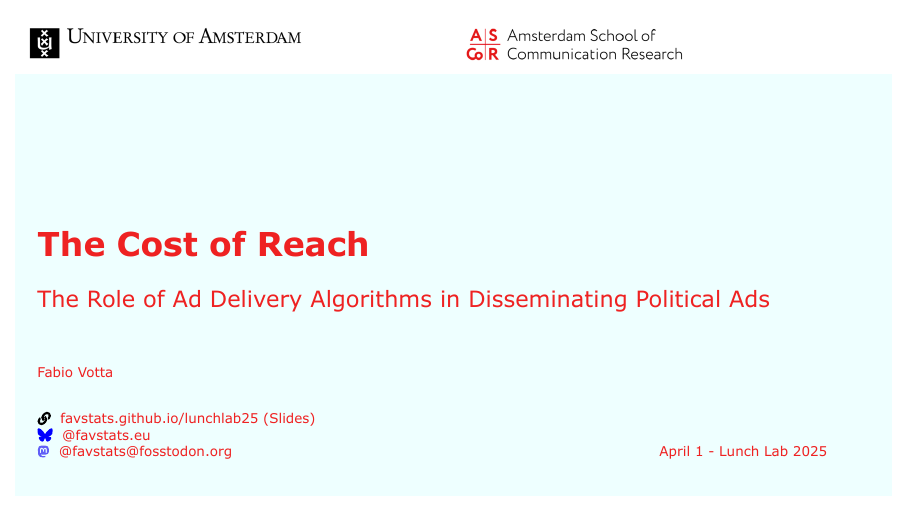 UNIVERSITY OF AMSTERDAM
A S
Co R
Amsterdam School of
Communication Research
The Cost of Reach
The Role of Ad Delivery Algorithms in Disseminating Political Ads
Fabio Votta
favstats.github.io/lunchlab25 (Slides)
@favstats.eu
@favstats@fosstodon.org
April 1 - Lunch Lab 2025